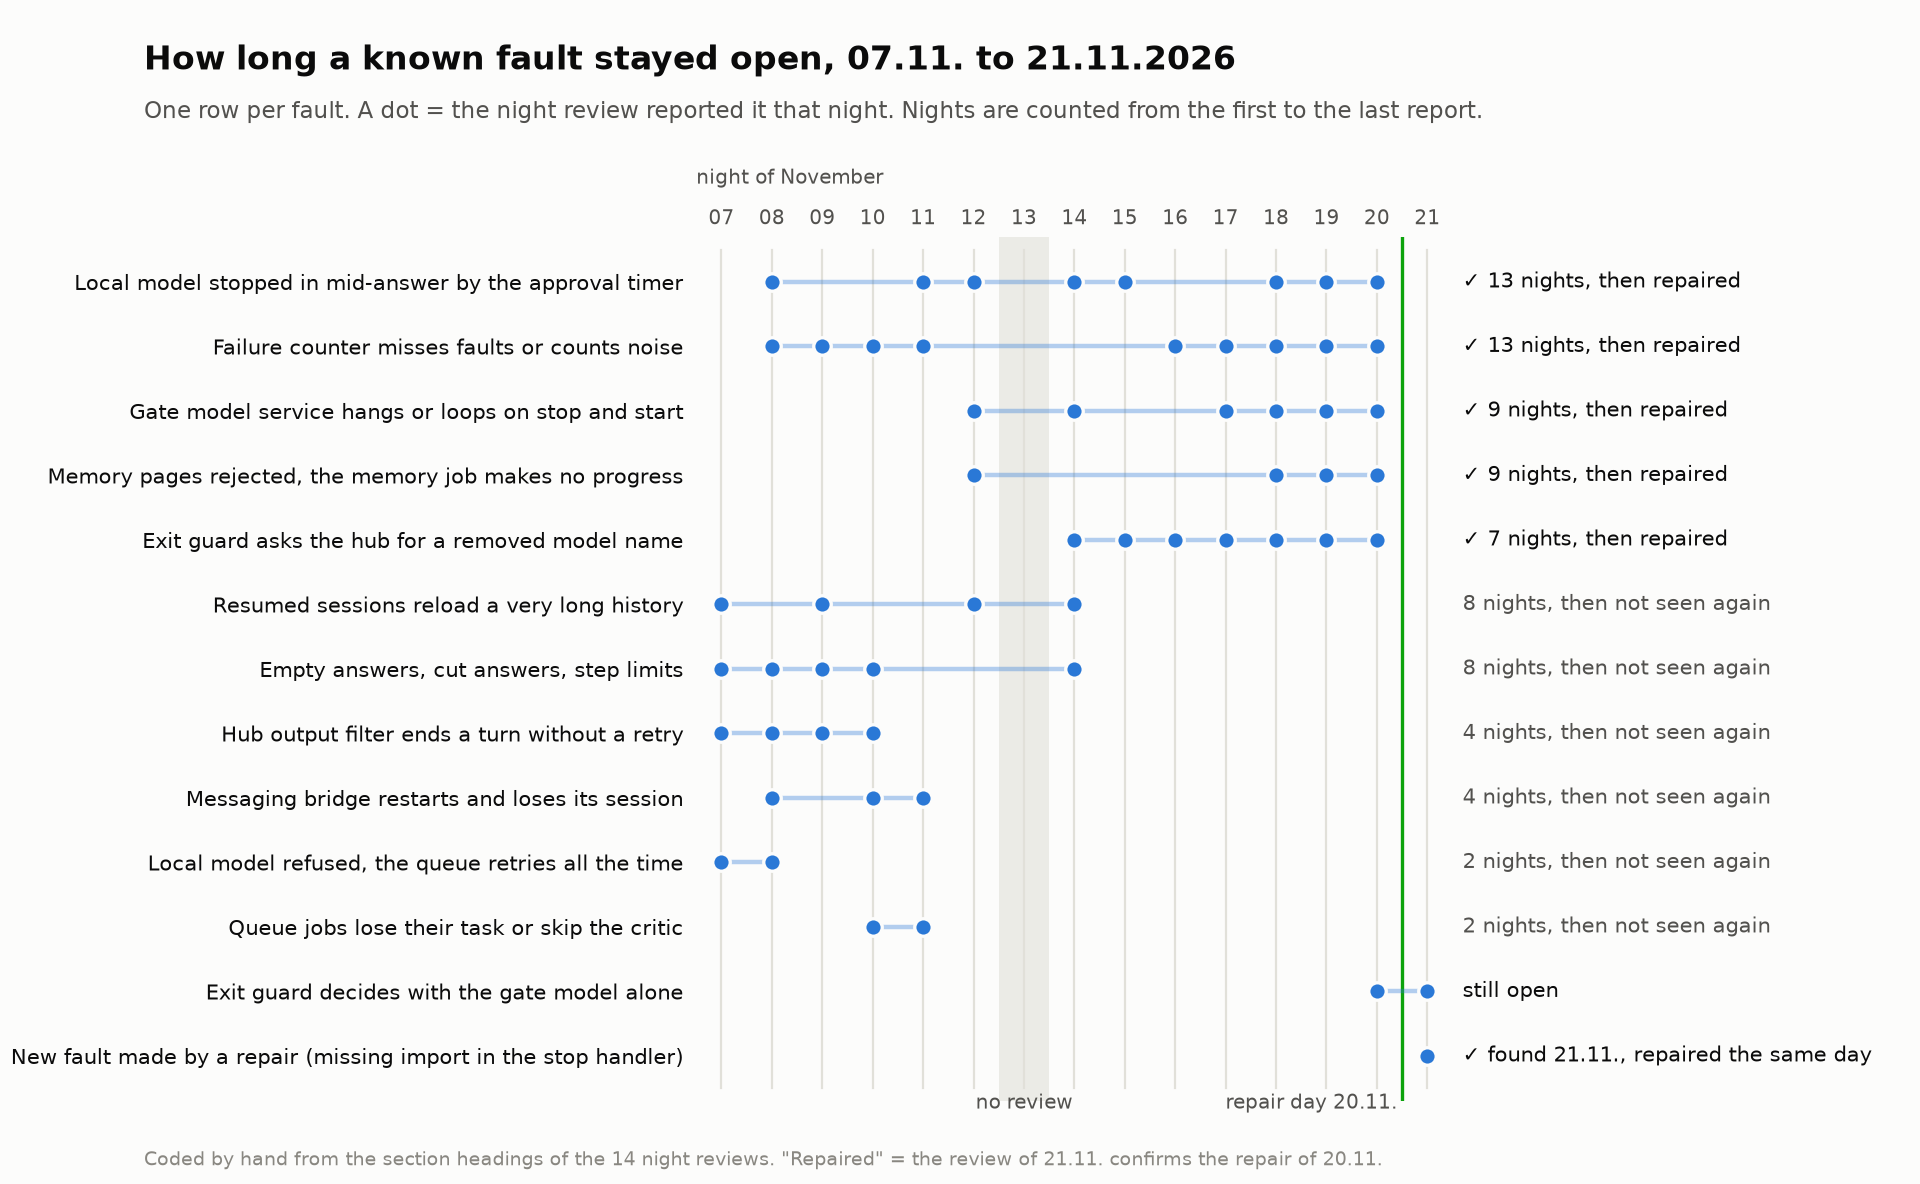 How long a known fault stayed open, 07.11. to 21.11.2026
One row per fault. A dot = the night review reported it that night. Nights are counted from the first to the last report.
night of November
07 08 09 10 11 12 13 14 15 16 17 18 19 20 21
Local model stopped in mid-answer by the approval timer ✓ 13 nights, then repaired
Failure counter misses faults or counts noise ✓ 13 nights, then repaired
Gate model service hangs or loops on stop and start ✓ 9 nights, then repaired
Memory pages rejected, the memory job makes no progress ✓ 9 nights, then repaired
Exit guard asks the hub for a removed model name ✓ 7 nights, then repaired
Resumed sessions reload a very long history 8 nights, then not seen again
Empty answers, cut answers, step limits 8 nights, then not seen again
Hub output filter ends a turn without a retry 4 nights, then not seen again
Messaging bridge restarts and loses its session 4 nights, then not seen again
Local model refused, the queue retries all the time 2 nights, then not seen again
Queue jobs lose their task or skip the critic 2 nights, then not seen again
Exit guard decides with the gate model alone still open
New fault made by a repair (missing import in the stop handler) ✓ found 21.11., repaired the same day
no review repair day 20.11.
Coded by hand from the section headings of the 14 night reviews. "Repaired" = the review of 21.11. confirms the repair of 20.11.